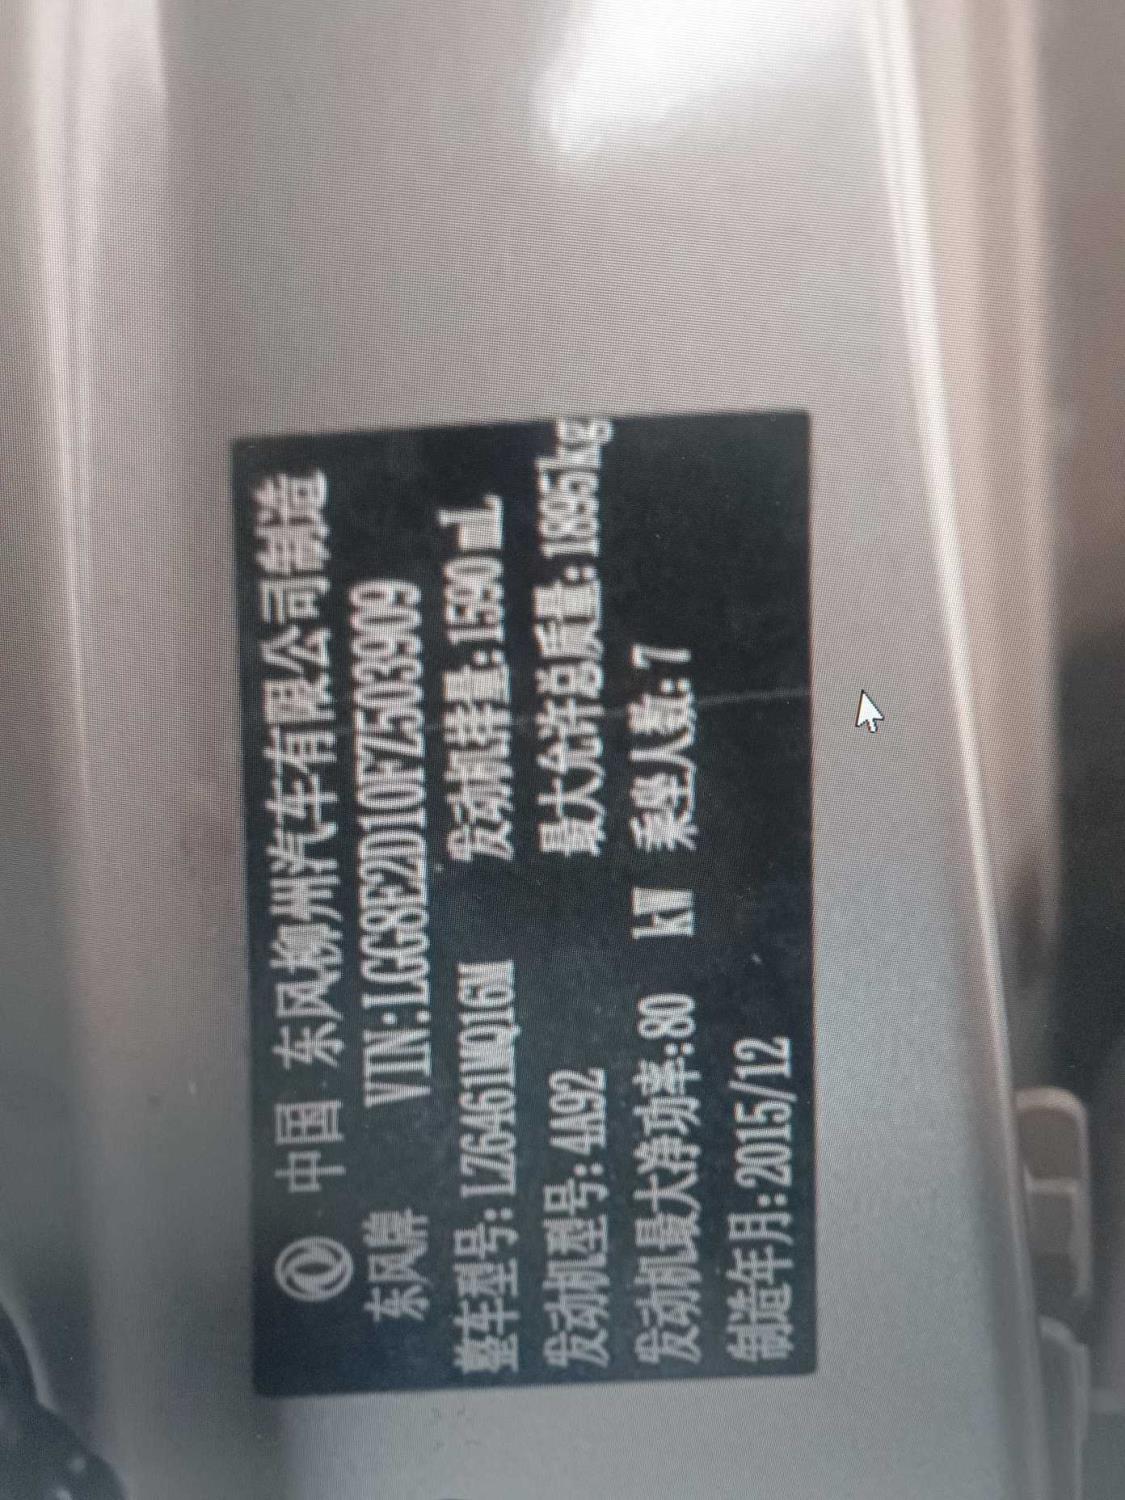 中国 东风柳州汽车有限公司制造
东风牌 VIN:LGG8E2D10FZ503909
整车型号:LZ6461MQ16M 发动机排量:1590 mL
发动机型号:4A92 最大允许总质量:1895kg
发动机最大净功率:80 kW 乘坐人数:7
制造年月:2015/12